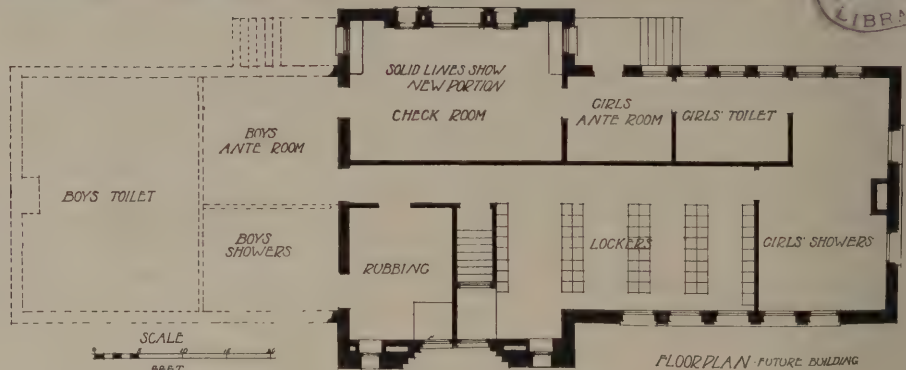 LIBRA
SOLID LINES SHOW
NEW PORTION
CHECK ROOM
GIRLS
ANTE ROOM
GIRLS' TOILET
BOYS
ANTE ROOM
BOYS TOILET
BOYS
SHOWERS
RUBBING
LOCKERS
GIRLS' SHOWERS
SCALE
FEET
FLOOR PLAN FUTURE BUILDING